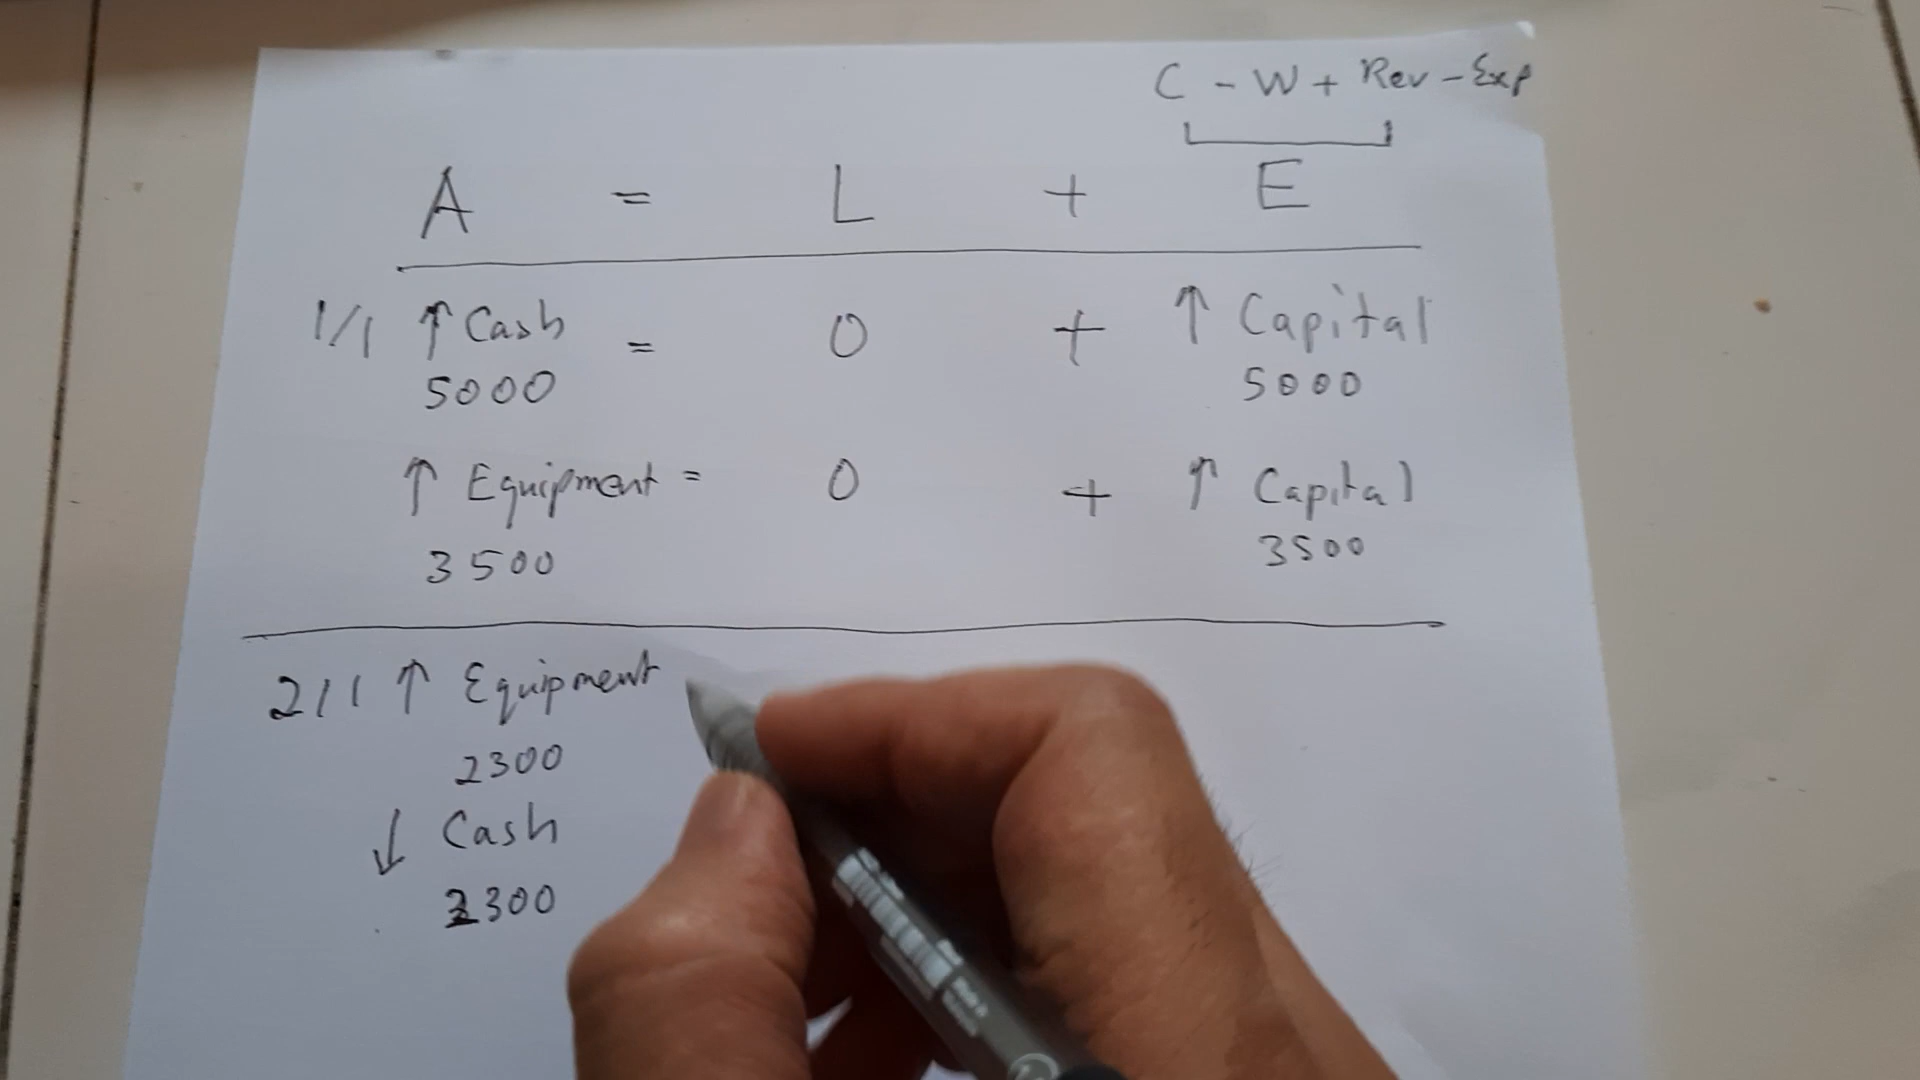 C - W + Rev - Exp
A = L + E
1/1 ↑ Cash = 0 + ↑ Capital
5000 5000
↑ Equipment = 0 + ↑ Capital
3500 3500
2/1 ↑ Equipment
2300
↓ Cash
2300